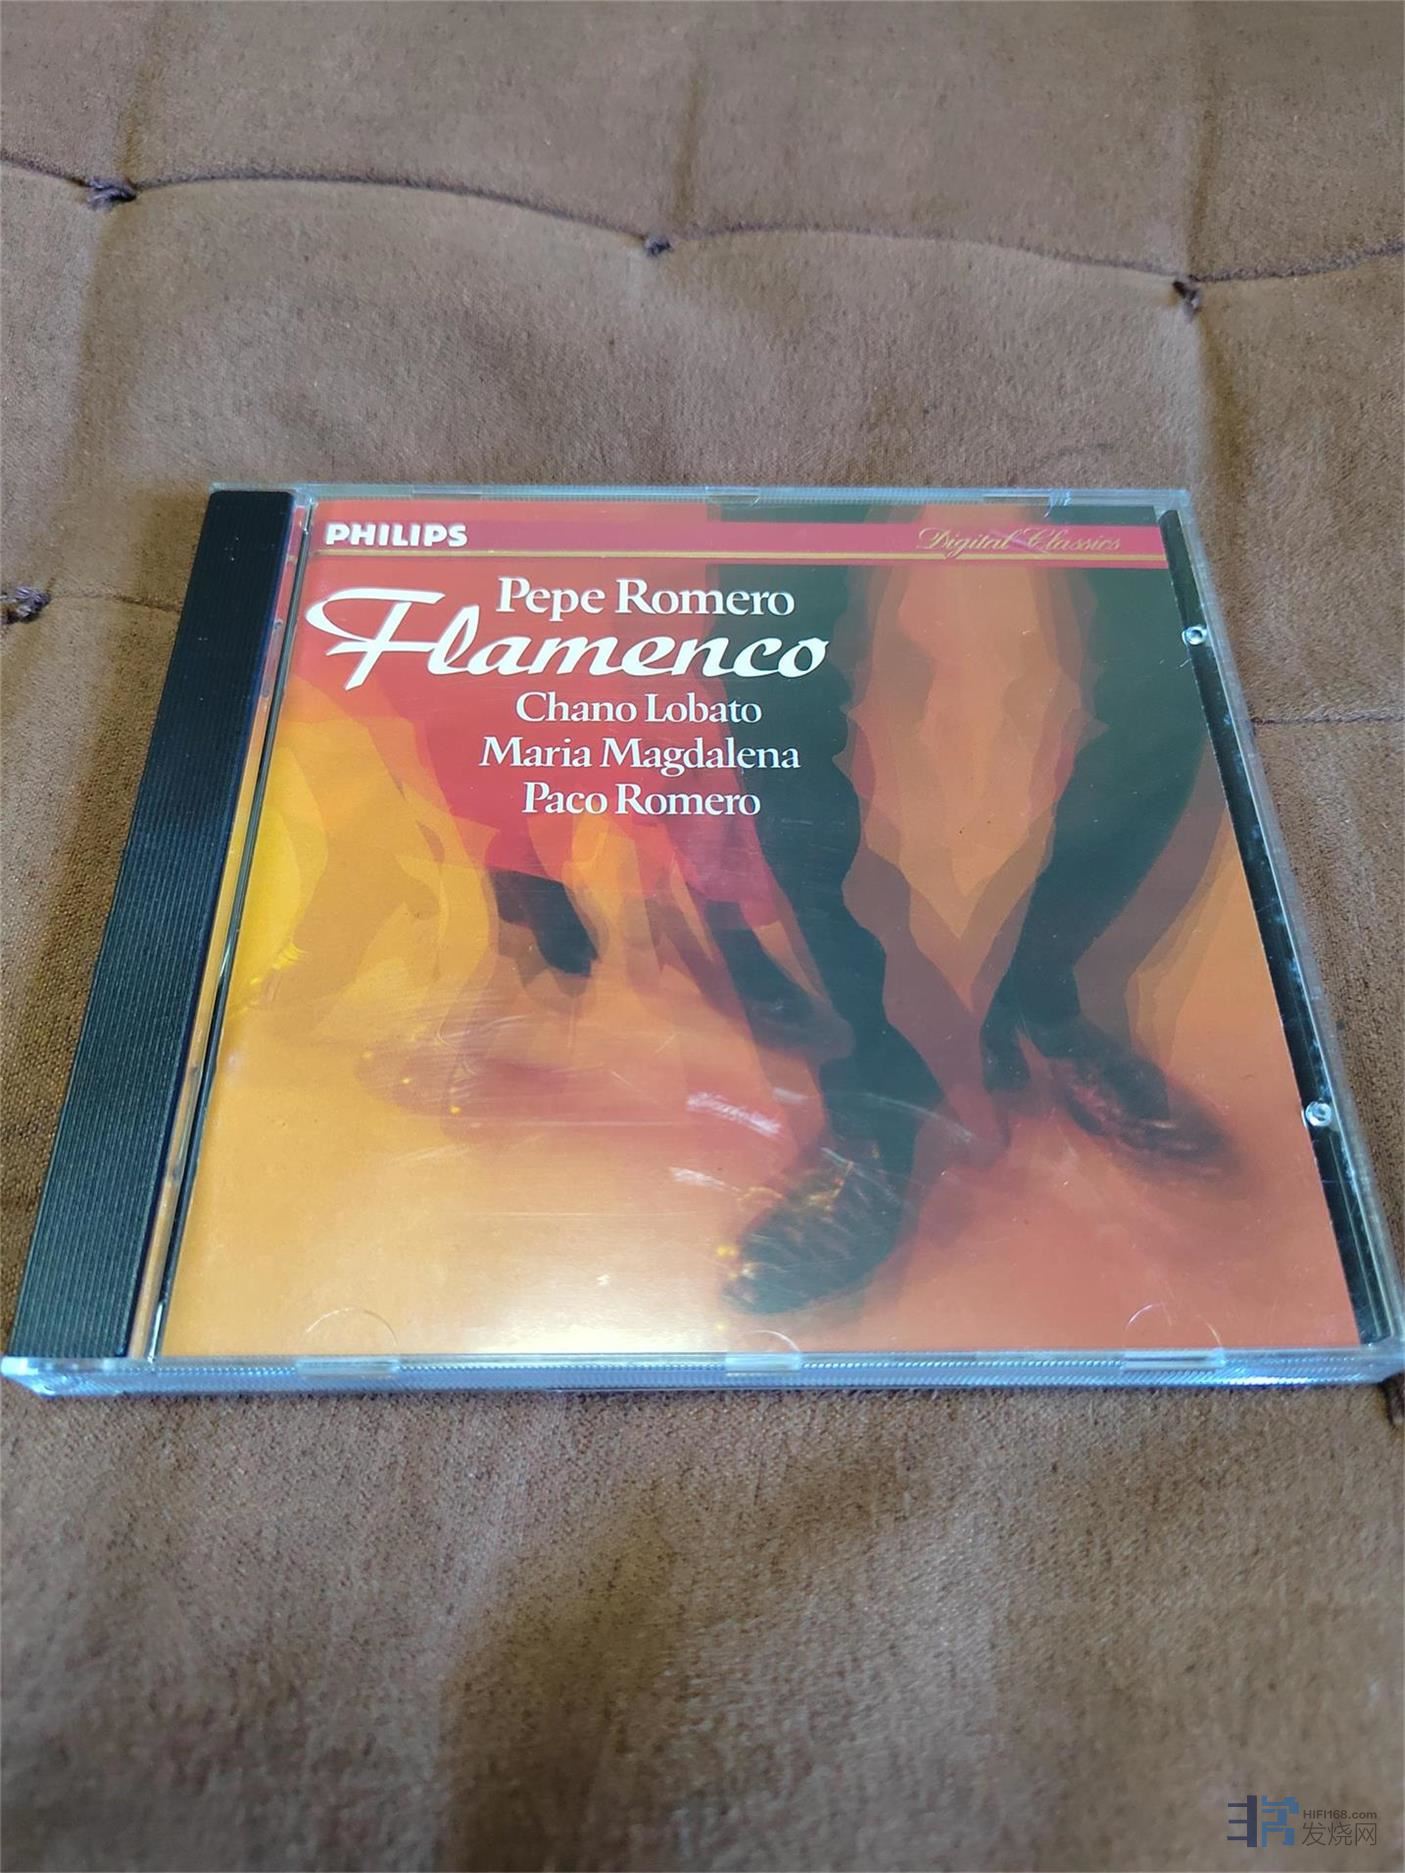 PHILIPS
Digital Classics
Pepe Romero
Flamenco
Chano Lobato
Maria Magdalena
Paco Romero
HIFI168.com
发烧网